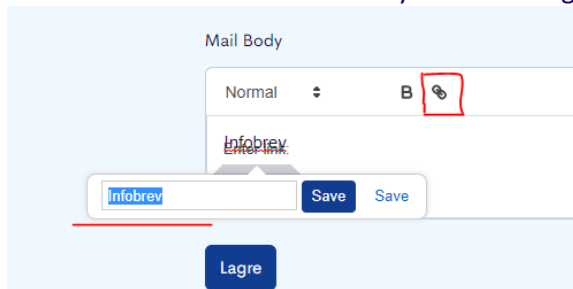 Mail Body
Normal B
Infobrev
Enter link:
Infobrev Save Save
Lagre